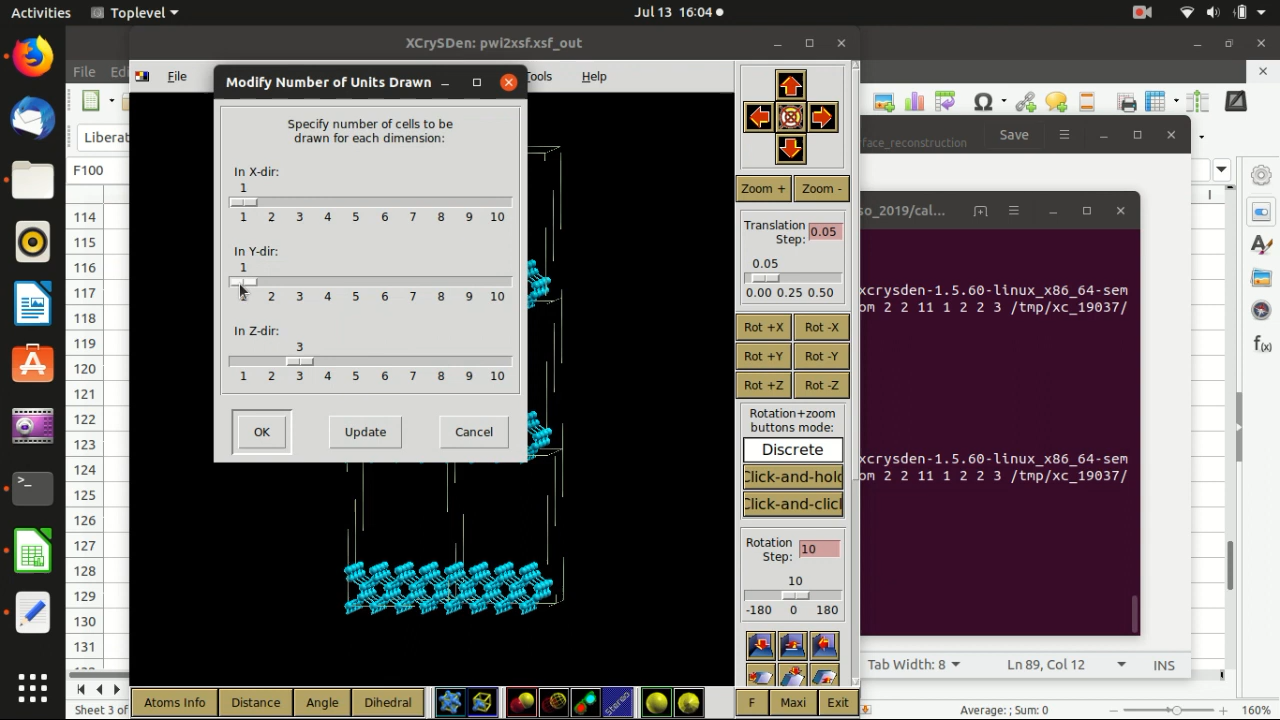 Activities
Toplevel
Jul 13 16:04
XCrySDen: pwi2xsf.xsf_out
File
File
Help
Modify Number of Units Drawn
Specify number of cells to be
drawn for each dimension:
In X-dir:
1
1 2 3 4 5 6 7 8 9 10
In Y-dir:
1
2 3 4 5 6 7 8 9 10
In Z-dir:
3
1 2 3 4 5 6 7 8 9 10
OK
Update
Cancel
Zoom +
Zoom -
Translation
Step:
0.05
0.05
0.00 0.25 0.50
Rot +X
Rot -X
Rot +Y
Rot -Y
Rot +Z
Rot -Z
Rotation+zoom
buttons mode:
Discrete
Click-and-hold
Click-and-click
Rotation
Step:
10
10
-180 0 180
Atoms Info
Distance
Angle
Dihedral
F
Maxi
Exit
F100
114
115
116
117
118
119
120
121
122
123
124
125
126
127
128
129
130
131
Sheet 3 of
Save
face_reconstruction
so_2019/cal...
xcrysden-1.5.60-linux_x86_64-sem
om 2 2 11 1 2 2 3 /tmp/xc_19037/
xcrysden-1.5.60-linux_x86_64-sem
om 2 2 11 1 2 2 3 /tmp/xc_19037/
Tab Width: 8
Ln 89, Col 12
INS
I
f(x)
Average: ; Sum: 0
160%